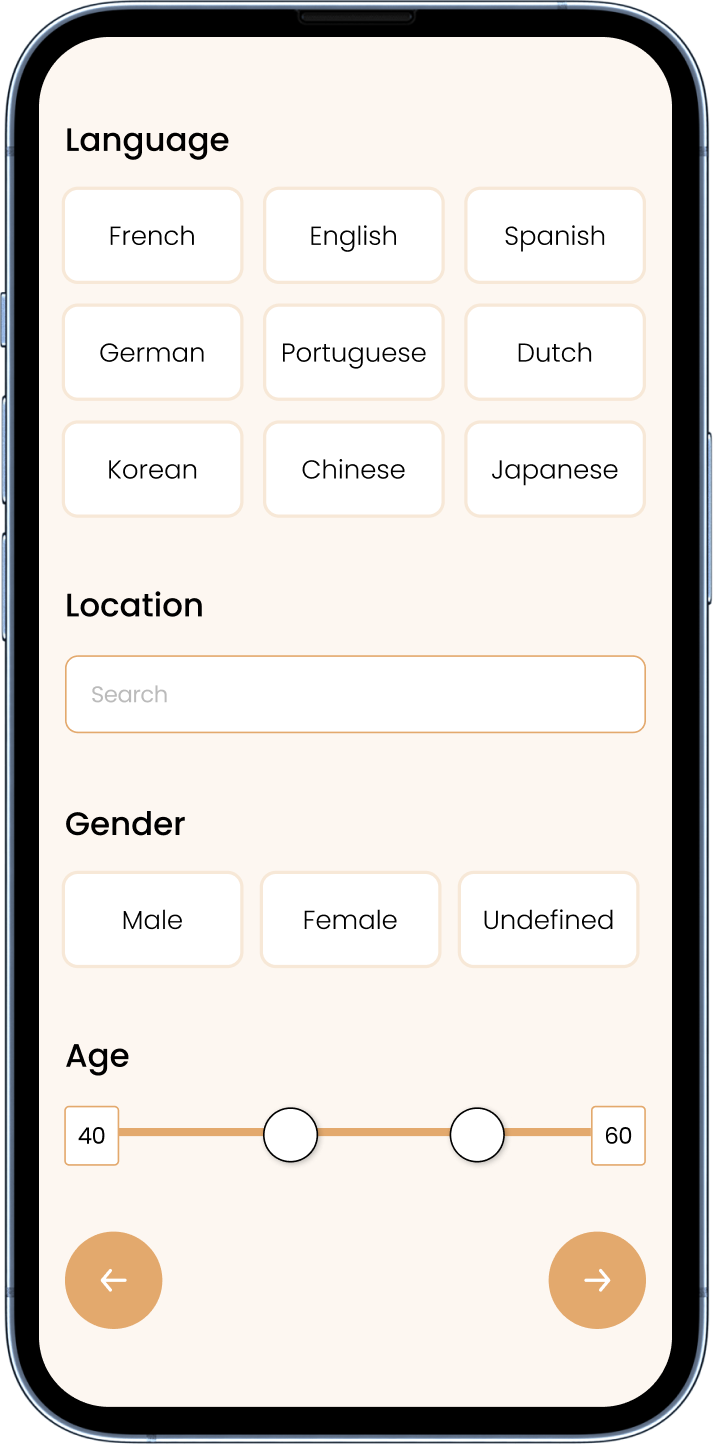 Language
French English Spanish
German Portuguese Dutch
Korean Chinese Japanese
Location
Search
Gender
Male Female Undefined
Age
40 60